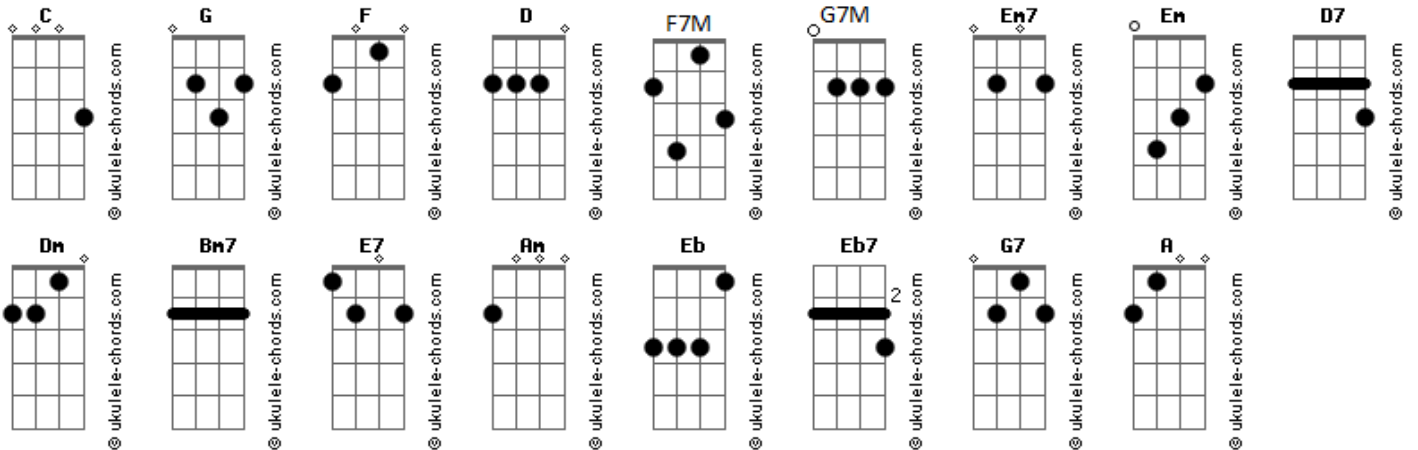 C G F D F7M G7M Em7 Em D7
© ukulele-chords.com © ukulele-chords.com © ukulele-chords.com © ukulele-chords.com © ukulele-chords.com © ukulele-chords.com © ukulele-chords.com © ukulele-chords.com © ukulele-chords.com
Dm Bm7 E7 Am Eb Eb7 G7 A
2
© ukulele-chords.com © ukulele-chords.com © ukulele-chords.com © ukulele-chords.com © ukulele-chords.com © ukulele-chords.com © ukulele-chords.com © ukulele-chords.com